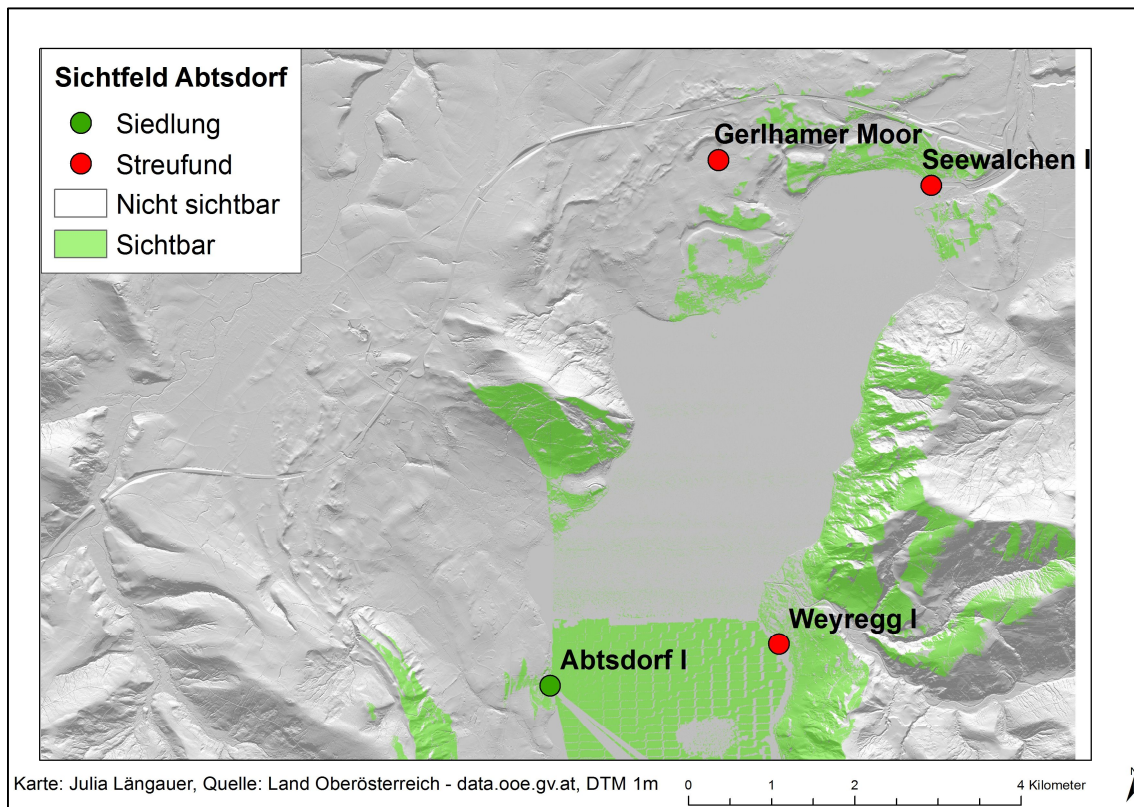 Sichtfeld Abtsdorf
Siedlung
Streufund
Nicht sichtbar
Sichtbar
Gerlhamer Moor
Seewalchen I
Weyregg I
Abtsdorf I
Karte: Julia Längauer, Quelle: Land Oberösterreich - data.ooe.gv.at, DTM 1m
0 1 2 4 Kilometer
N